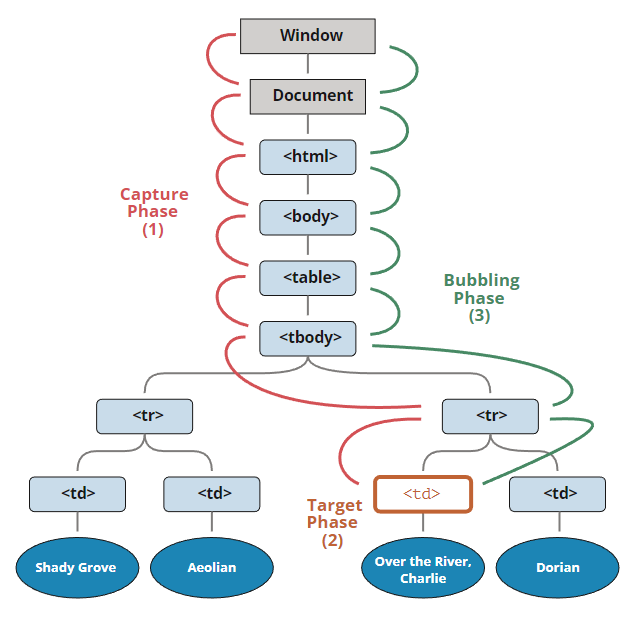 Window
Document
<html>
Capture
Phase
(1)
<body>
<table>
Bubbling
Phase
(3)
<tbody>
<tr>
<tr>
<td>
<td>
<td>
<td>
Target
Phase
(2)
Shady Grove
Aeolian
Over the River,
Charlie
Dorian